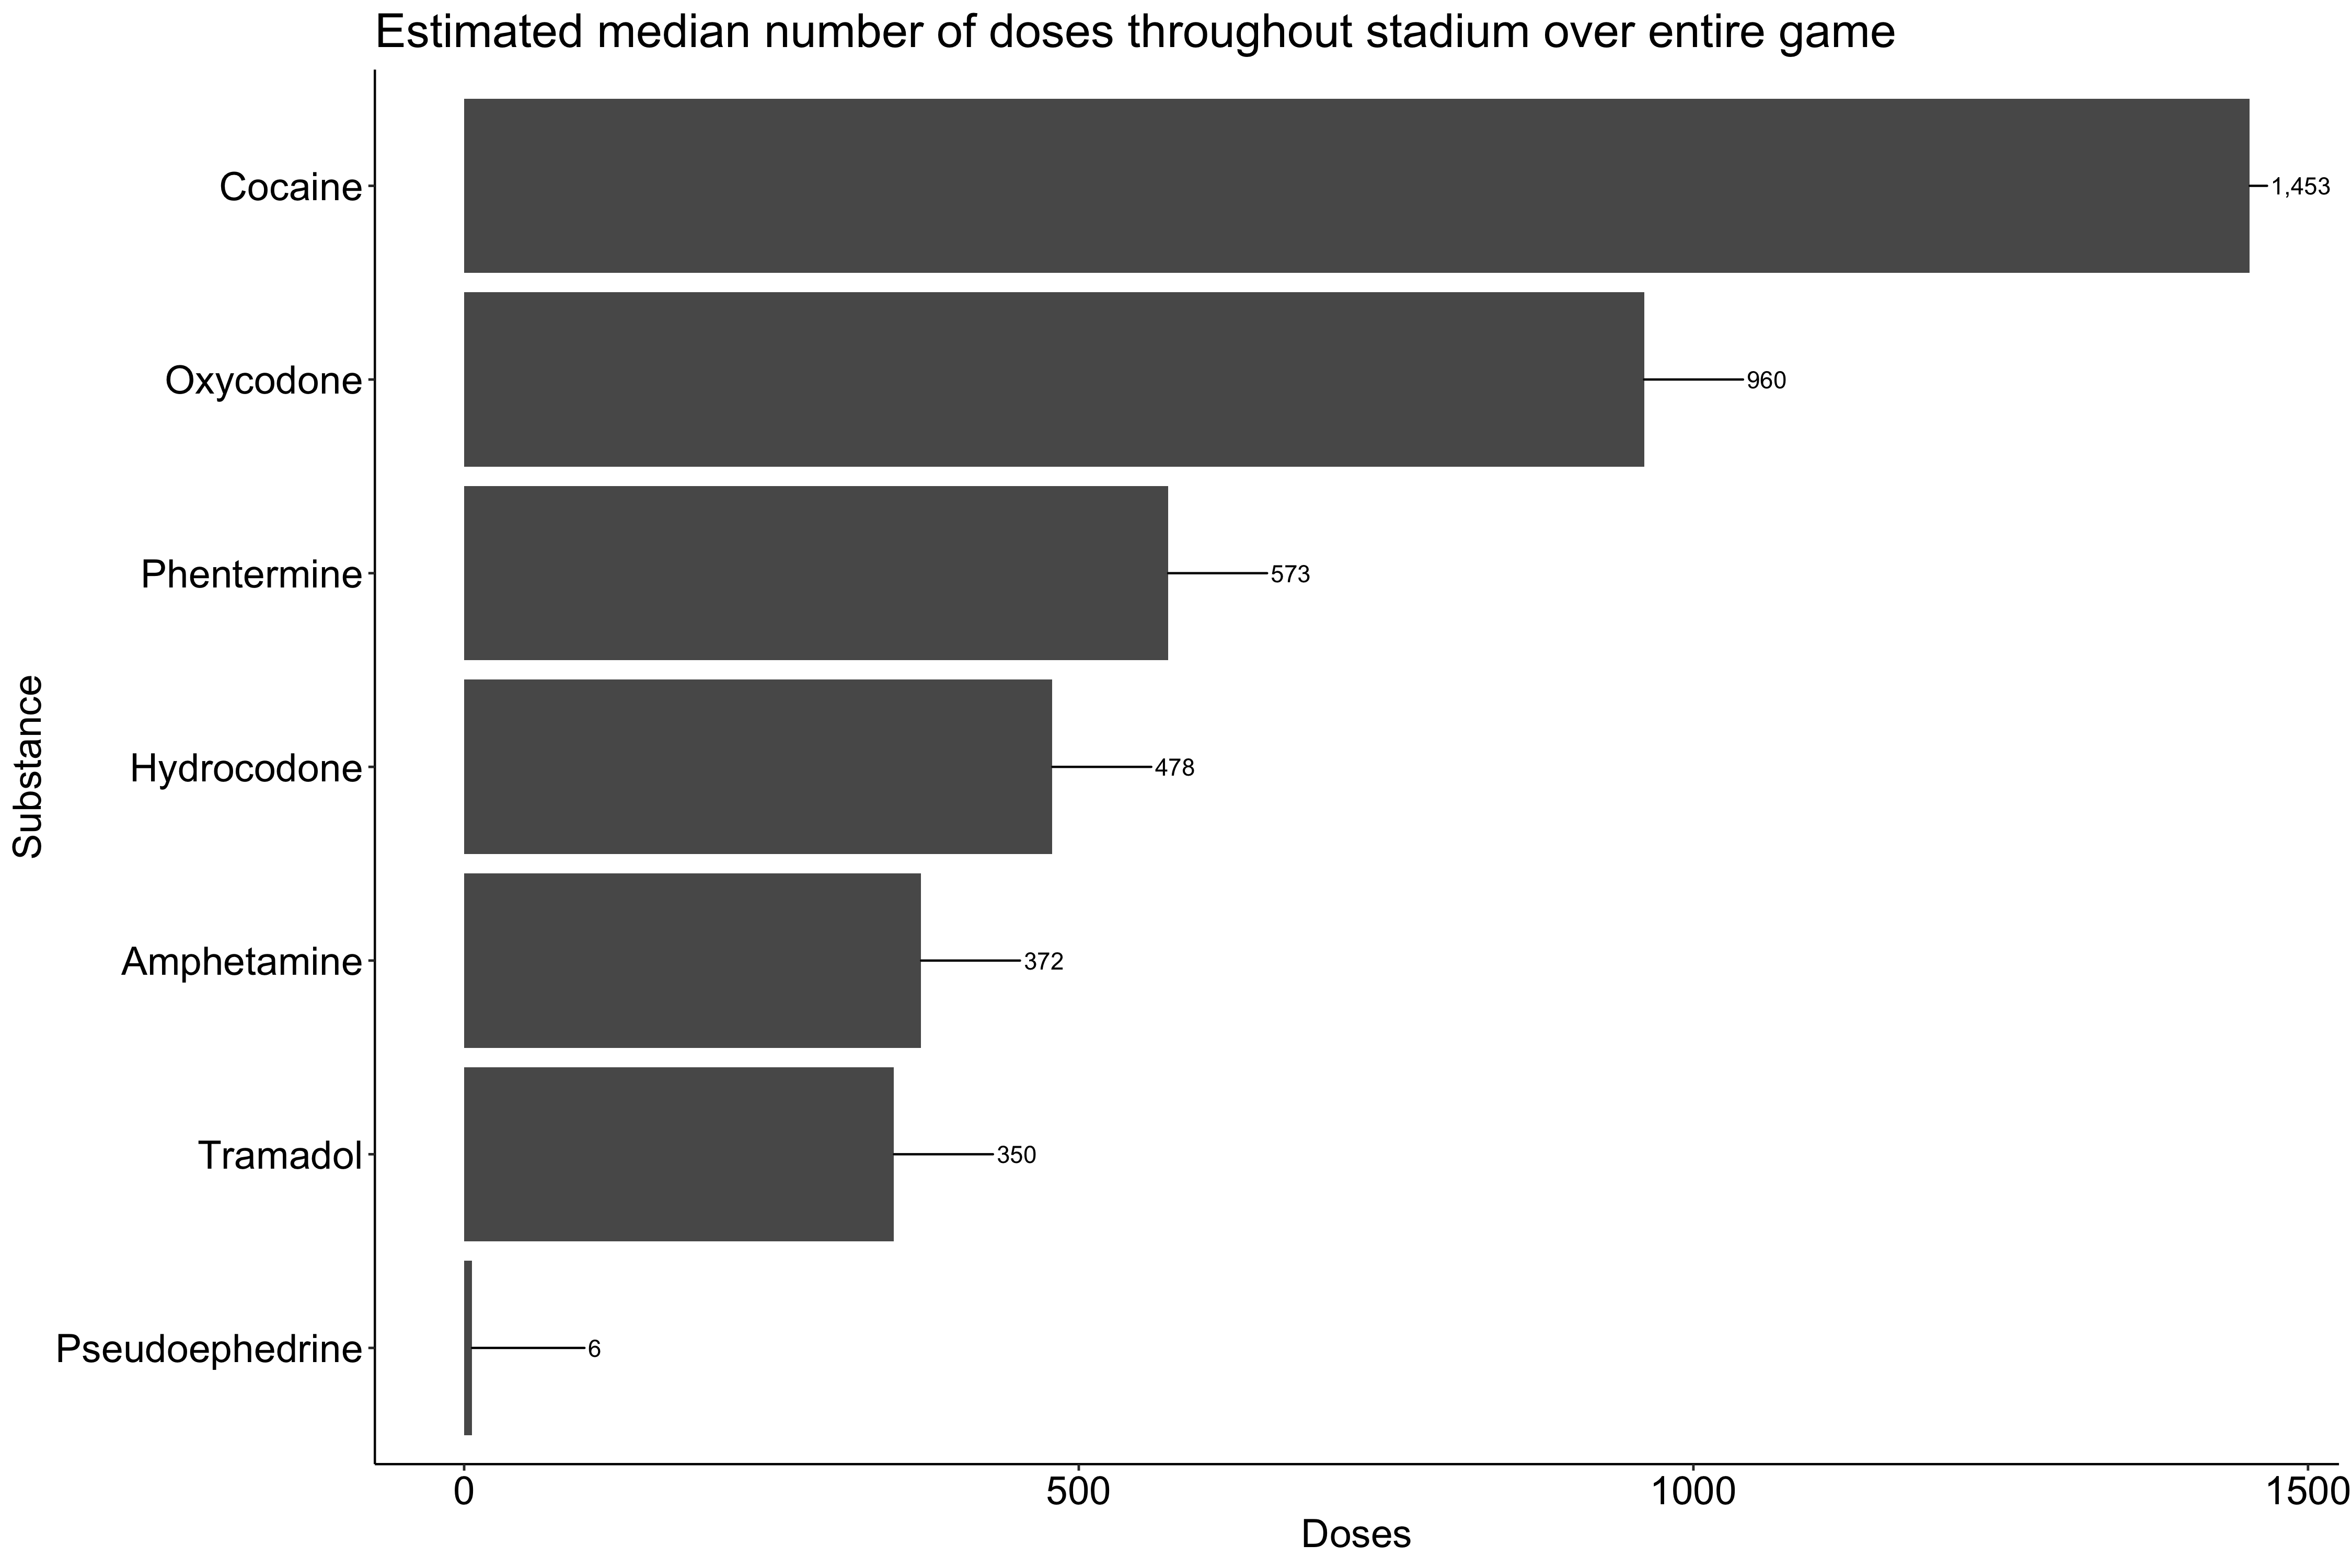 Estimated median number of doses throughout stadium over entire game
Substance
Cocaine
1,453
Oxycodone
960
Phentermine
573
Hydrocodone
478
Amphetamine
372
Tramadol
350
Pseudoephedrine
6
0 500 1000 1500
Doses